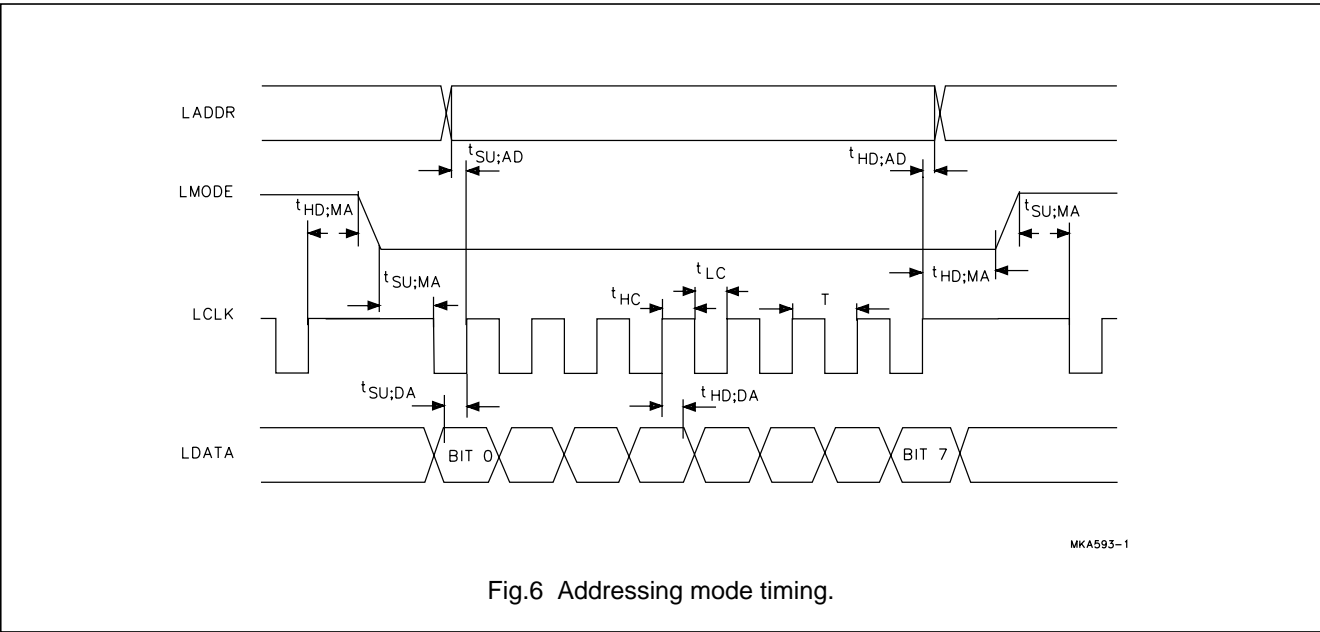 LADDR
tSU;AD
tHD;AD
LMODE
tHD;MA
tSU;MA
tSU;MA
tHD;MA
tLC
tHC
T
LCLK
tSU;DA
tHD;DA
LDATA
BIT 0
BIT 7
MKA593-1
Fig.6 Addressing mode timing.